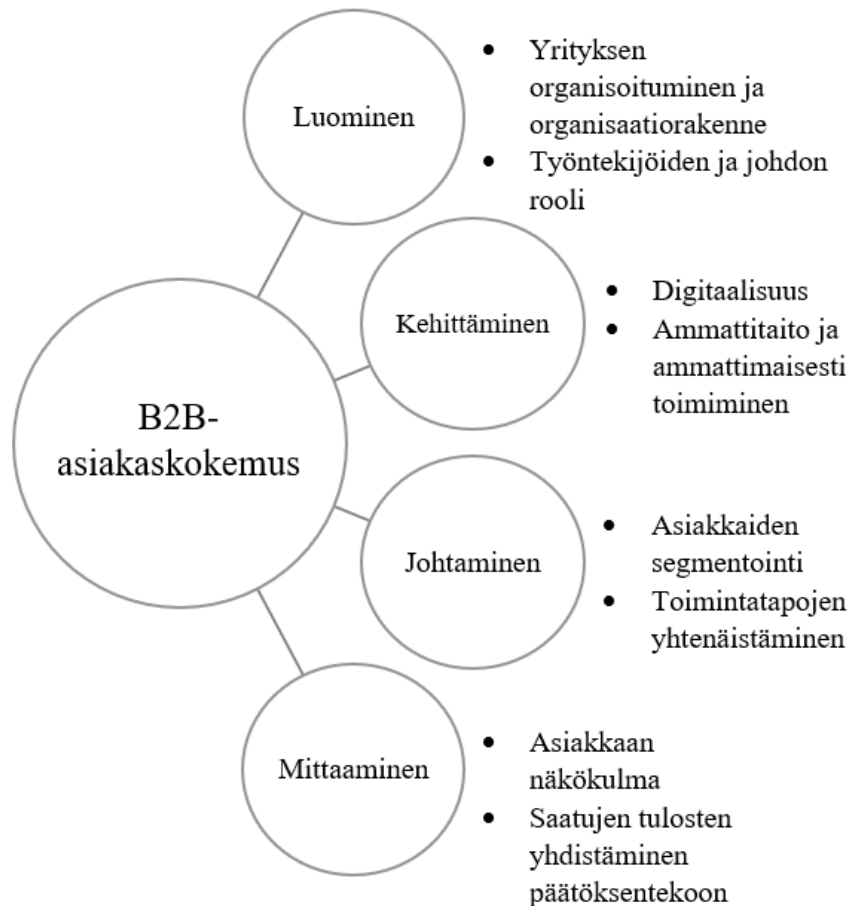 Luominen
• Yrityksen
organisoituminen ja
organisaatiorakenne
• Työntekijöiden ja johdon
rooli
Kehittäminen
• Digitaalisuus
• Ammattitaito ja
ammattimaisesti
toimiminen
B2B-
asiakaskokemus
Johtaminen
• Asiakkaiden
segmentointi
• Toimintatapojen
yhtenäistäminen
Mittaaminen
• Asiakkaan
näkökulma
• Saatujen tulosten
yhdistäminen
päätöksentekoon